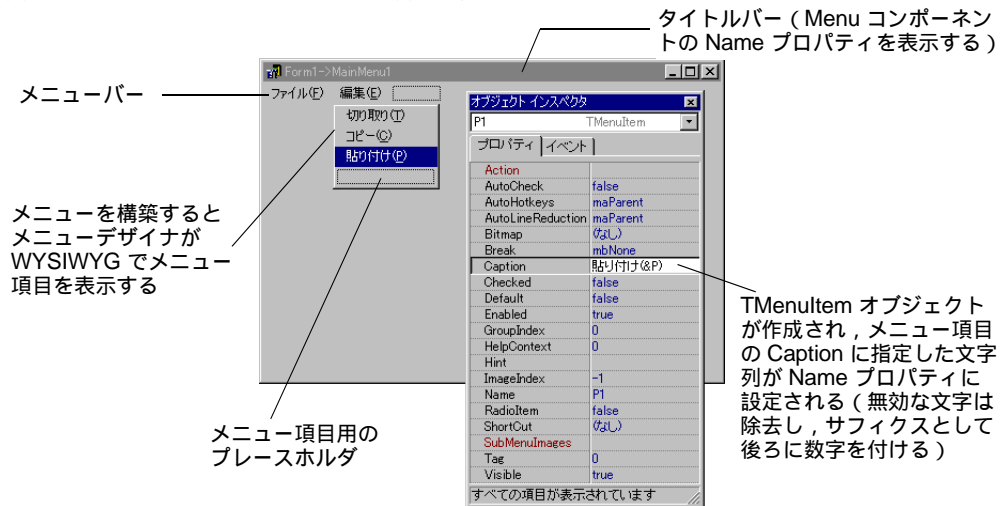 タイトルバー（Menu コンポーネン
トの Name プロパティを表示する）
Form1->MainMenu1
メニューバー
ファイル(F) 編集(E)
切り取り(T)
コピー(C)
貼り付け(P)
メニューを構築すると
メニューデザイナが
WYSIWYG でメニュー
項目を表示する
メニュー項目用の
プレースホルダ
オブジェクト インスペクタ
P1 TMenuItem
プロパティ イベント
Action
AutoCheck false
AutoHotkeys maParent
AutoLineReduction maParent
Bitmap (なし)
Break mbNone
Caption 貼り付け(&P)
Checked false
Default false
Enabled true
GroupIndex 0
HelpContext 0
Hint
ImageIndex -1
Name P1
RadioItem false
ShortCut (なし)
SubMenuImages
Tag 0
Visible true
すべての項目が表示されています
TMenuItem オブジェクト
が作成され，メニュー項目
の Caption に指定した文字
列が Name プロパティに
設定される（無効な文字は
除去し，サフィクスとして
後ろに数字を付ける）